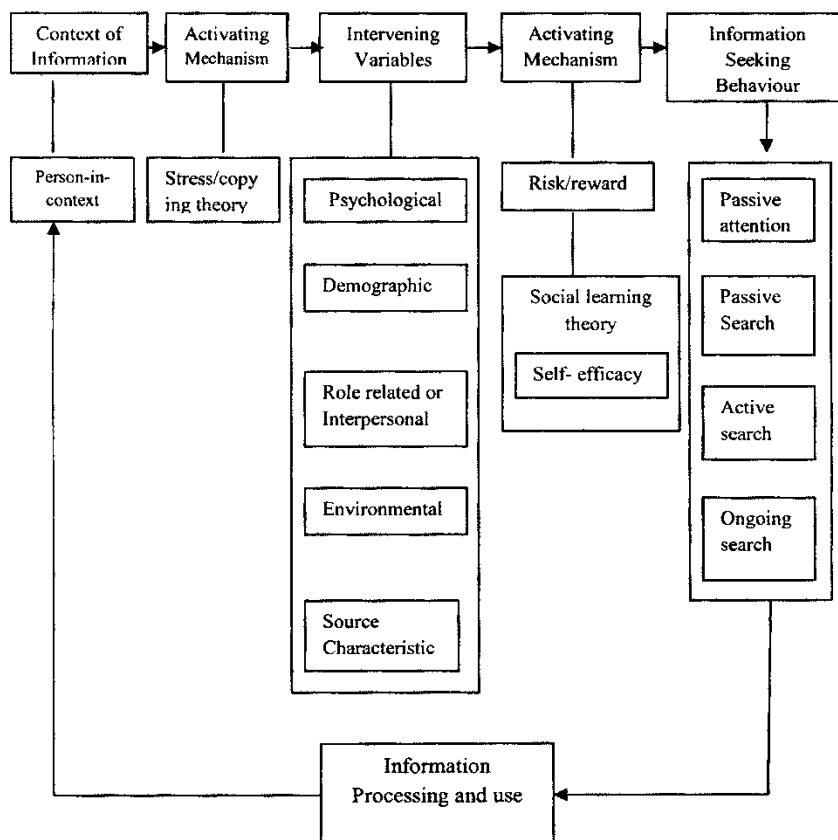 Context of
Information
Activating
Mechanism
Intervening
Variables
Activating
Mechanism
Information
Seeking
Behaviour
Person-in-
context
Stress/copy
ing theory
Psychological
Demographic
Role related or
Interpersonal
Environmental
Source
Characteristic
Risk/reward
Social learning
theory
Self- efficacy
Passive
attention
Passive
Search
Active
search
Ongoing
search
Information
Processing and use